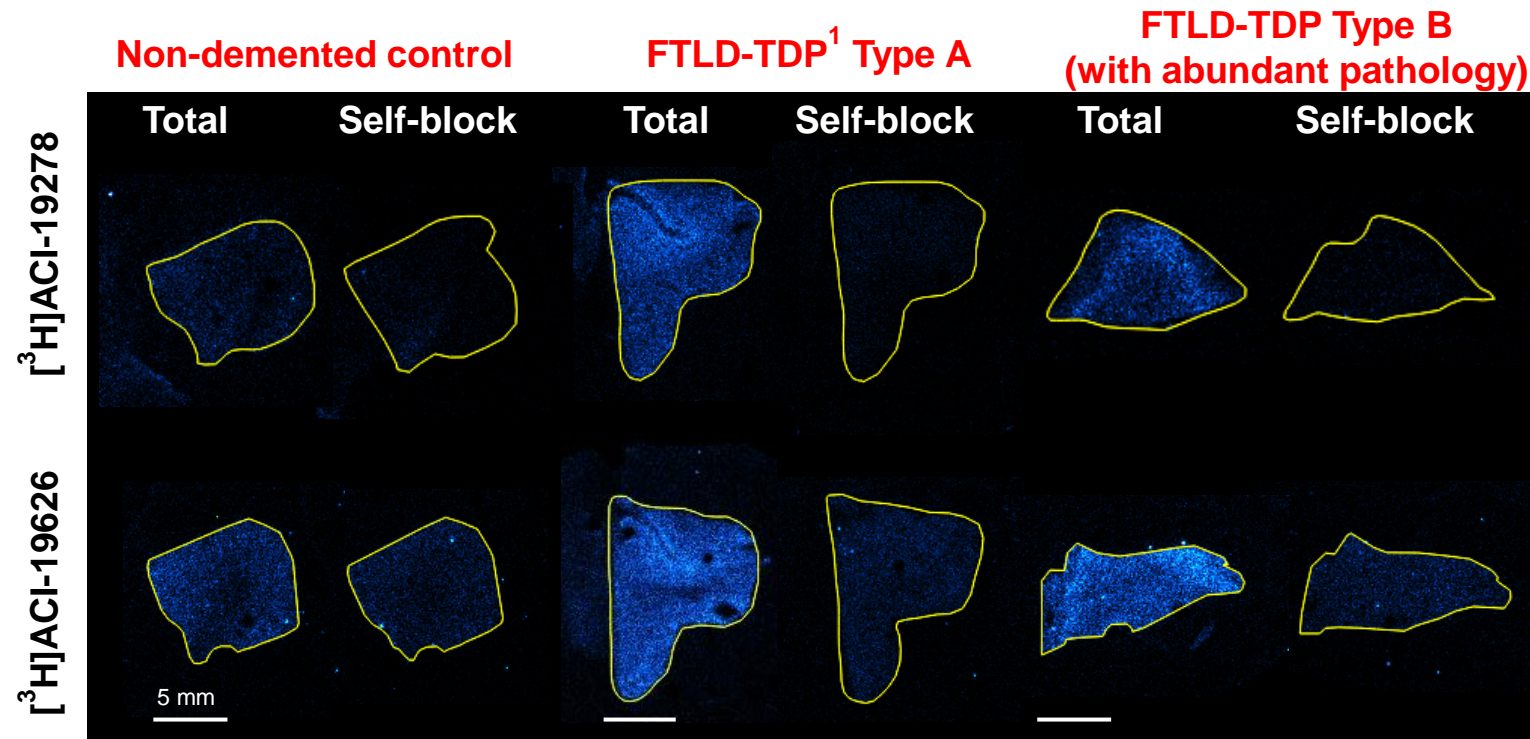 Non-demented control
FTLD-TDP¹ Type A
FTLD-TDP Type B
(with abundant pathology)
Total
Self-block
Total
Self-block
Total
Self-block
[³H]ACI-19278
[³H]ACI-19626
5 mm